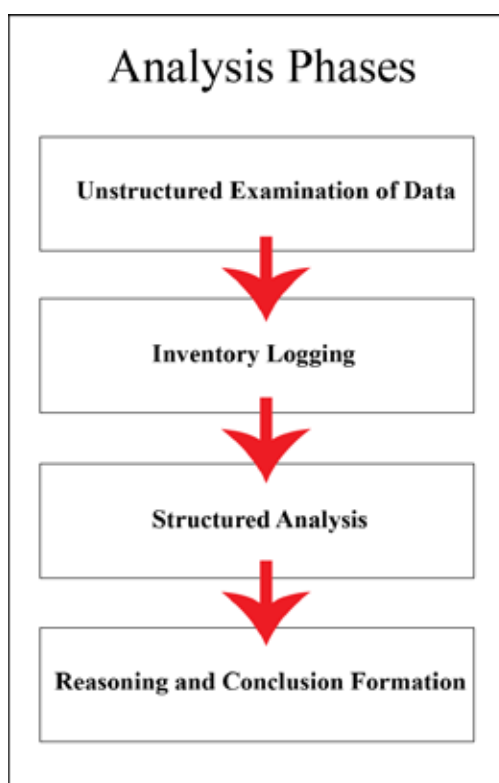 Analysis Phases
Unstructured Examination of Data
Inventory Logging
Structured Analysis
Reasoning and Conclusion Formation